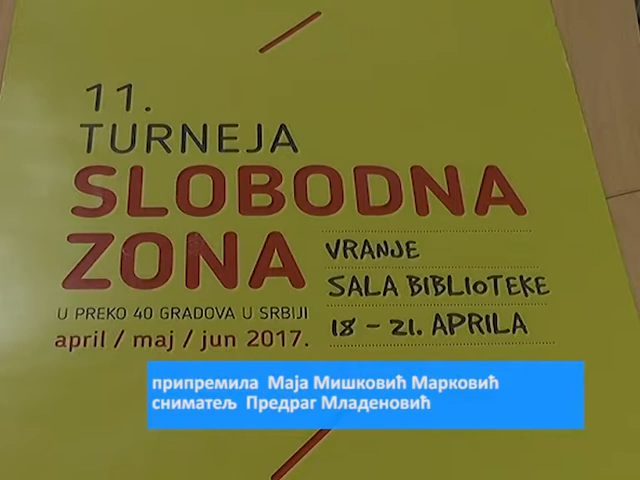 11.
TURNEJA
SLOBODNA
ZONA
VRANJE
SALA BIBLIOTEKE
18 - 21. APRILA
U PREKO 40 GRADOVA U SRBIJI
april / maj / jun 2017.
припремила Маја Мишковић Марковић
сниматељ Предраг Младеновић